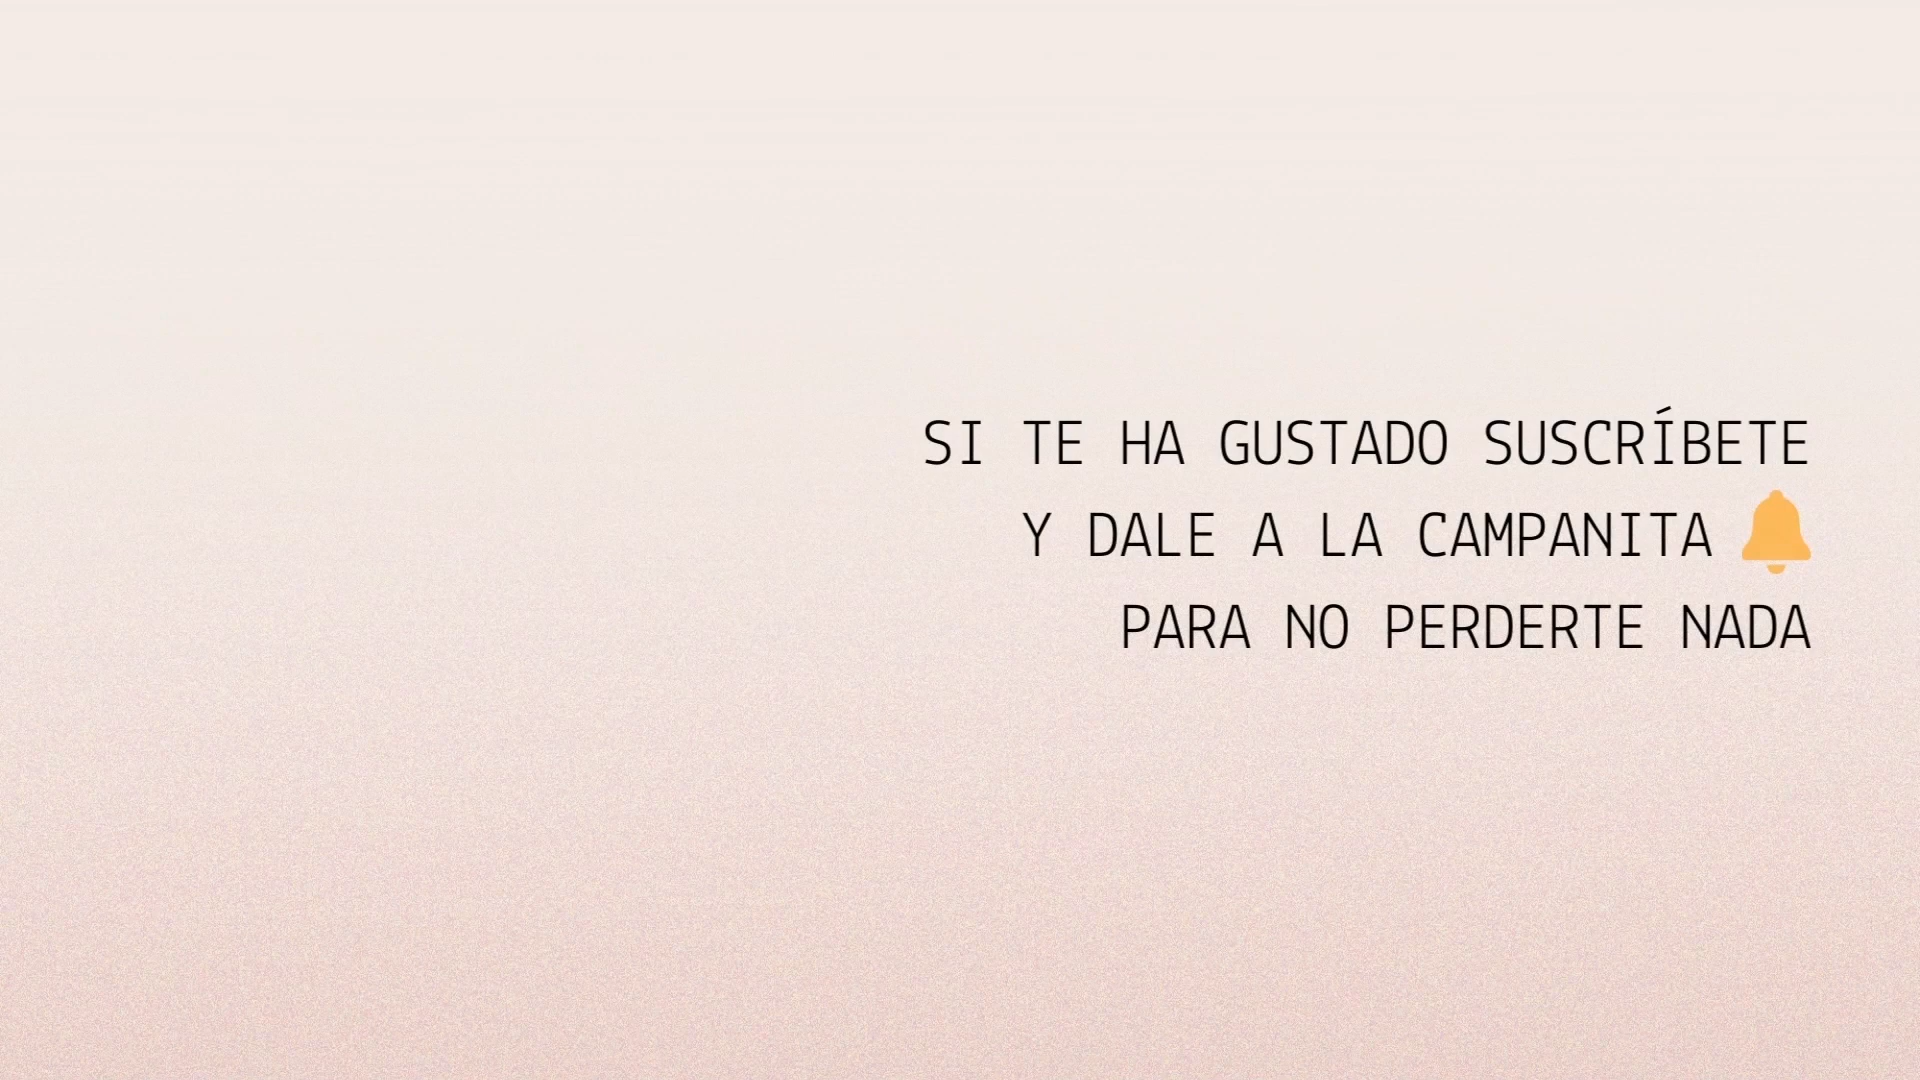 SI TE HA GUSTADO SUSCRÍBETE
Y DALE A LA CAMPANITA
PARA NO PERDERTE NADA